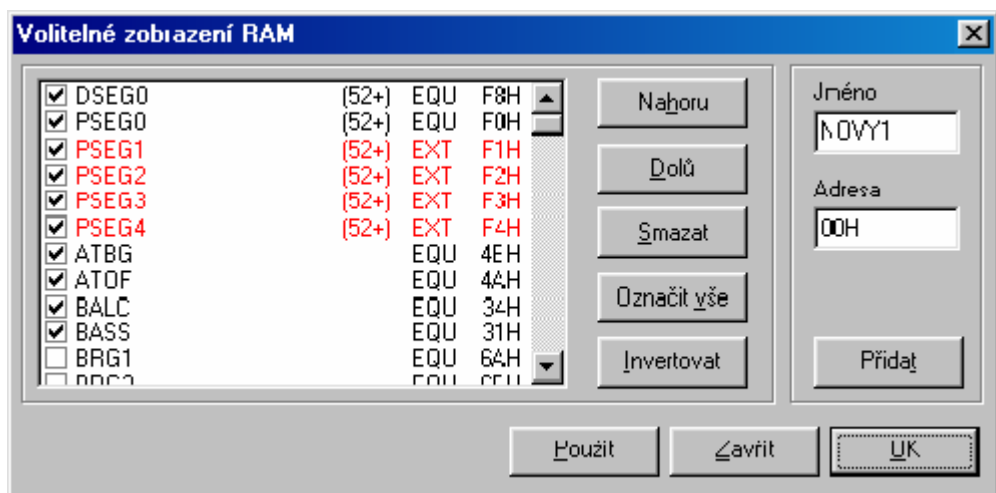 Volitelné zobrazení RAM
DSEG0 (52+) EQU F8H
PSEG0 (52+) EQU F0H
PSEG1 (52+) EXT F1H
PSEG2 (52+) EXT F2H
PSEG3 (52+) EXT F3H
PSEG4 (52+) EXT F4H
ATBG EQU 4EH
ATOF EQU 4AH
BALC EQU 34H
BASS EQU 31H
BRG1 EQU 6AH
Nahoru
Dolů
Smazat
Označit vše
Invertovat
Jméno
NOVY1
Adresa
00H
Přidat
Použít
Zavřít
OK